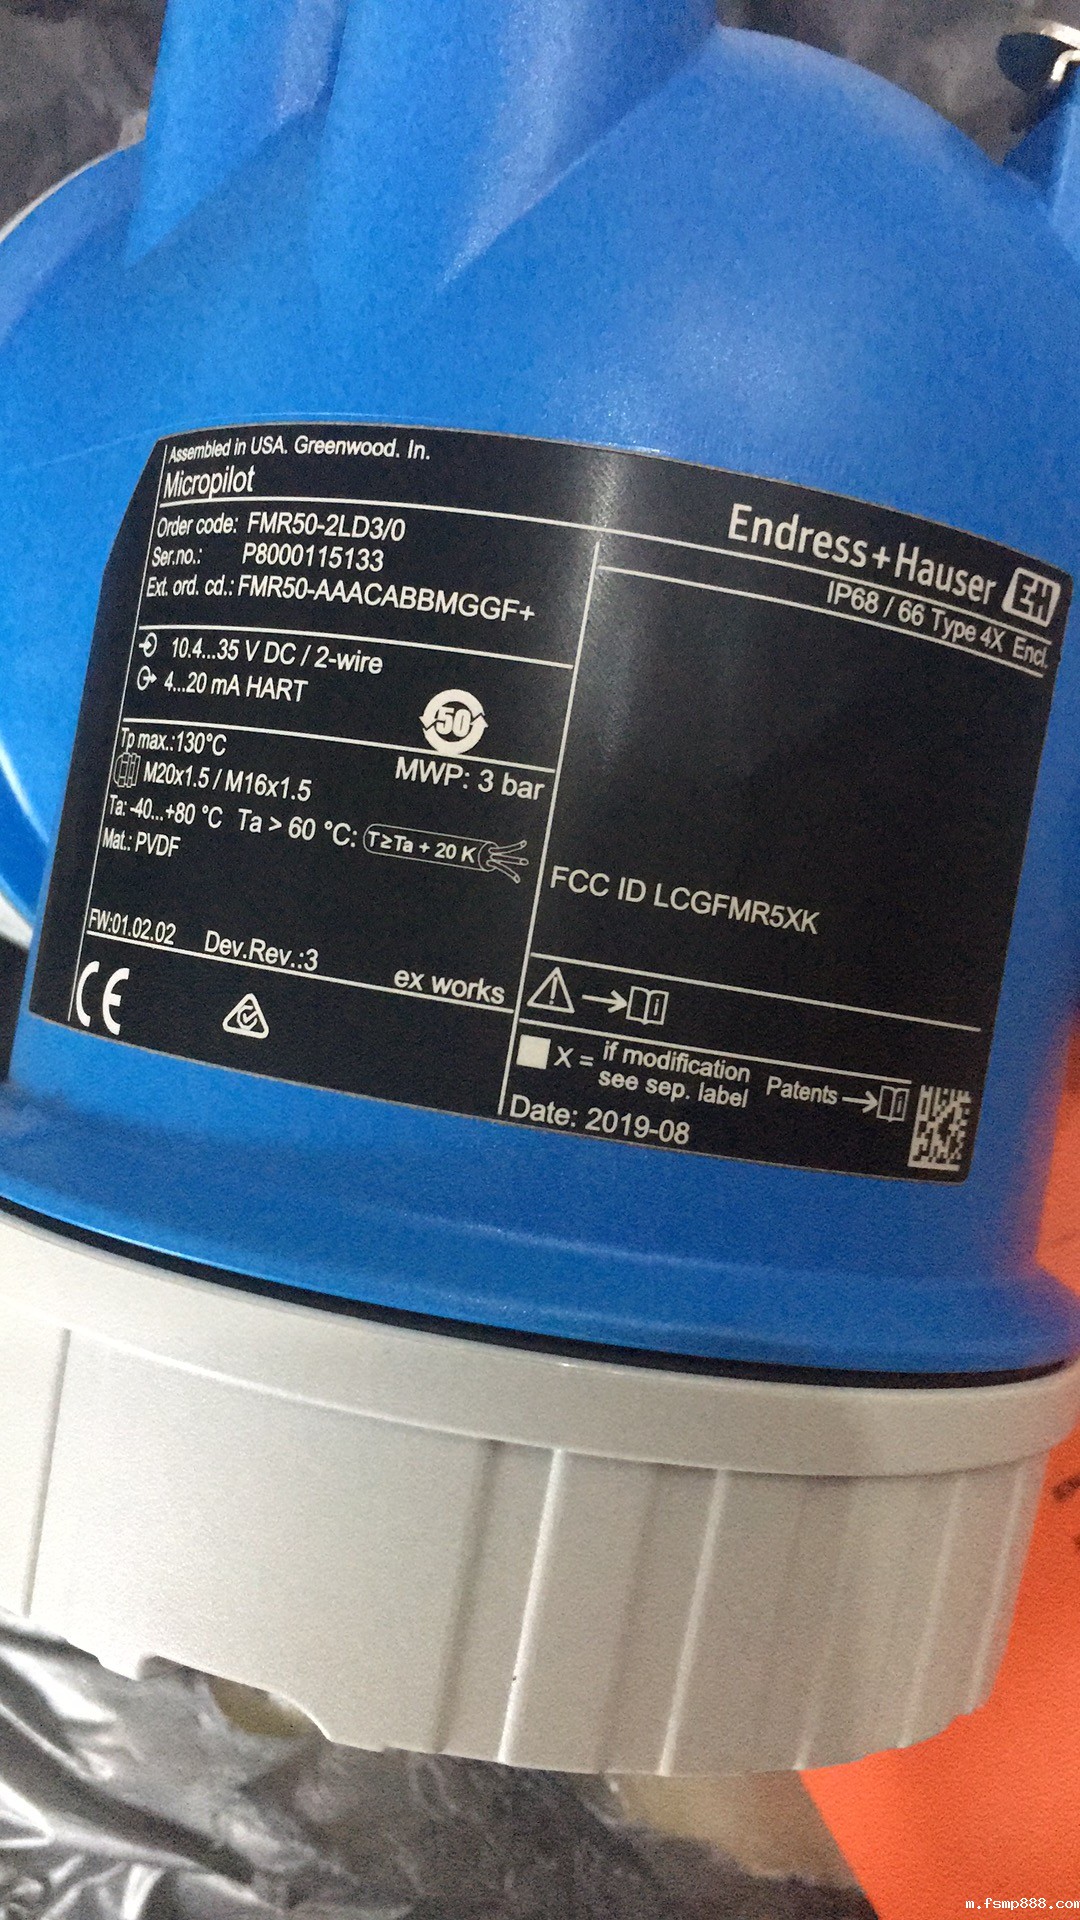 Assembled in USA. Greenwood. In.
Micropilot
Endress+Hauser EH
Order code: FMR50-2LD3/0
Ser.no.: P8000115133
Ext. ord. cd.: FMR50-AAACABBMGGF+
IP68 / 66 Type 4X Encl.
10.4...35 V DC / 2-wire
4...20 mA HART
50
Tp max.:130°C
MWP: 3 bar
M20x1.5 / M16x1.5
Ta: -40...+80 °C Ta > 60 °C: T≥Ta + 20 K
Mat.: PVDF
FCC ID LCGFMR5XK
FW:01.02.02 Dev.Rev.:3
ex works
CE
i
X = if modification
see sep. label
Patents → i
Date: 2019-08
m.fsmp888.com